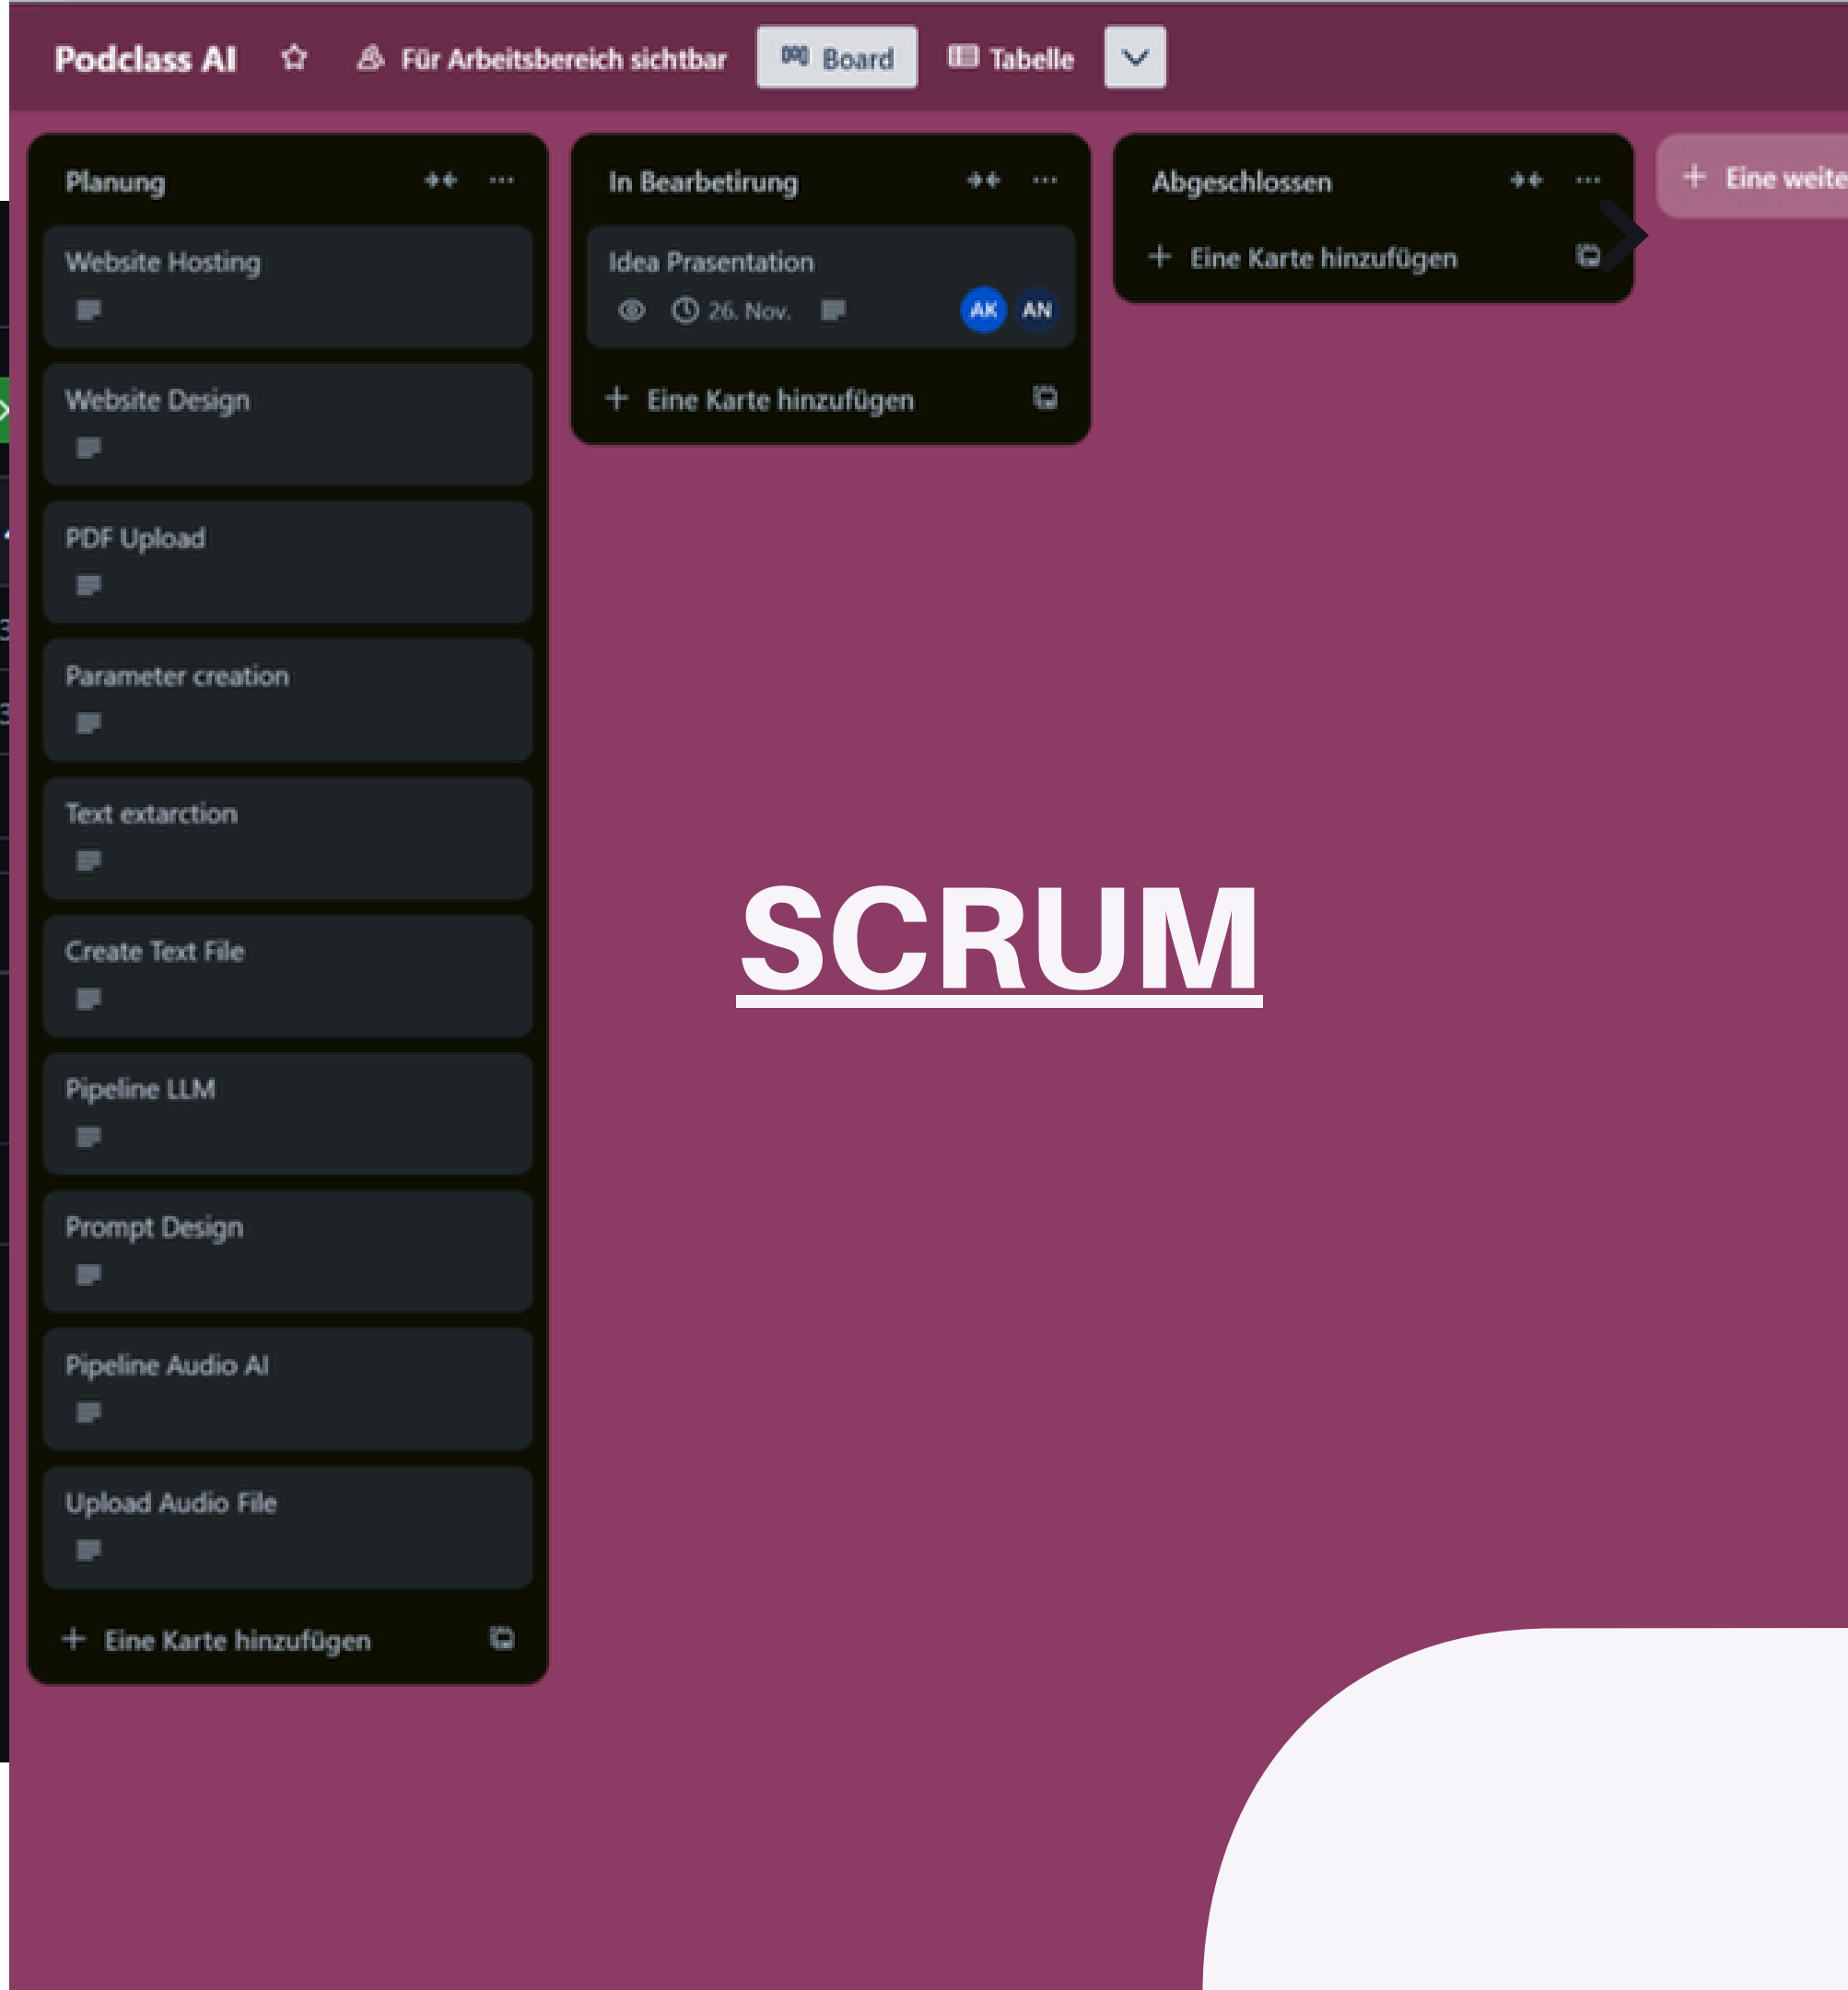 Podclass AI Für Arbeitsbereich sichtbar Board Tabelle
Planung
Website Hosting
Website Design
PDF Upload
Parameter creation
Text extarction
Create Text File
Pipeline LLM
Prompt Design
Pipeline Audio AI
Upload Audio File
+ Eine Karte hinzufügen
In Bearbetirung
Idea Prasentation
26. Nov. AK AN
+ Eine Karte hinzufügen
Abgeschlossen
+ Eine Karte hinzufügen
+ Eine weite
SCRUM